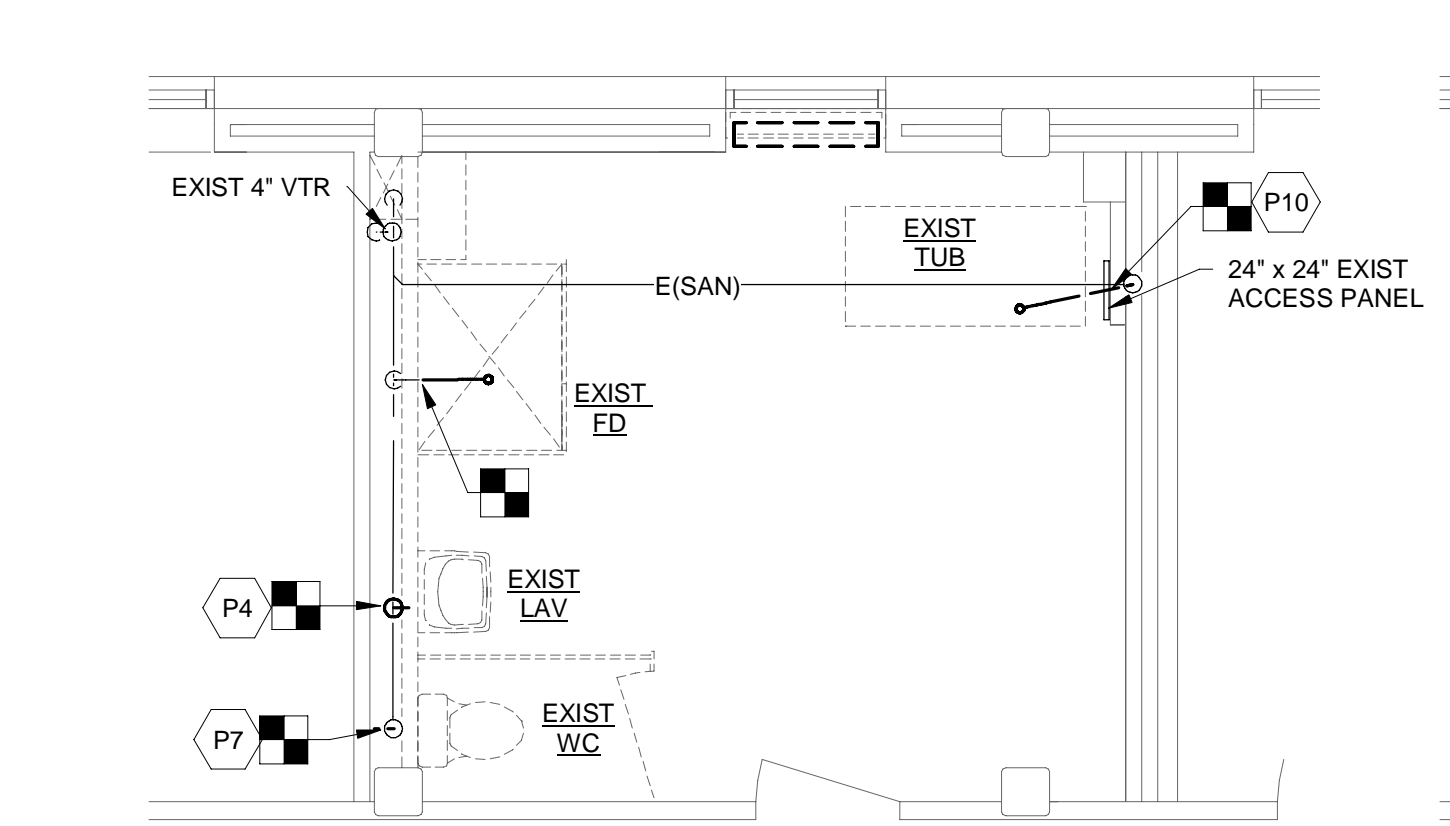 EXIST 4" VTR
P10
EXIST
TUB
24" x 24" EXIST
ACCESS PANEL
E(SAN)
EXIST
FD
EXIST
LAV
P4
EXIST
WC
P7